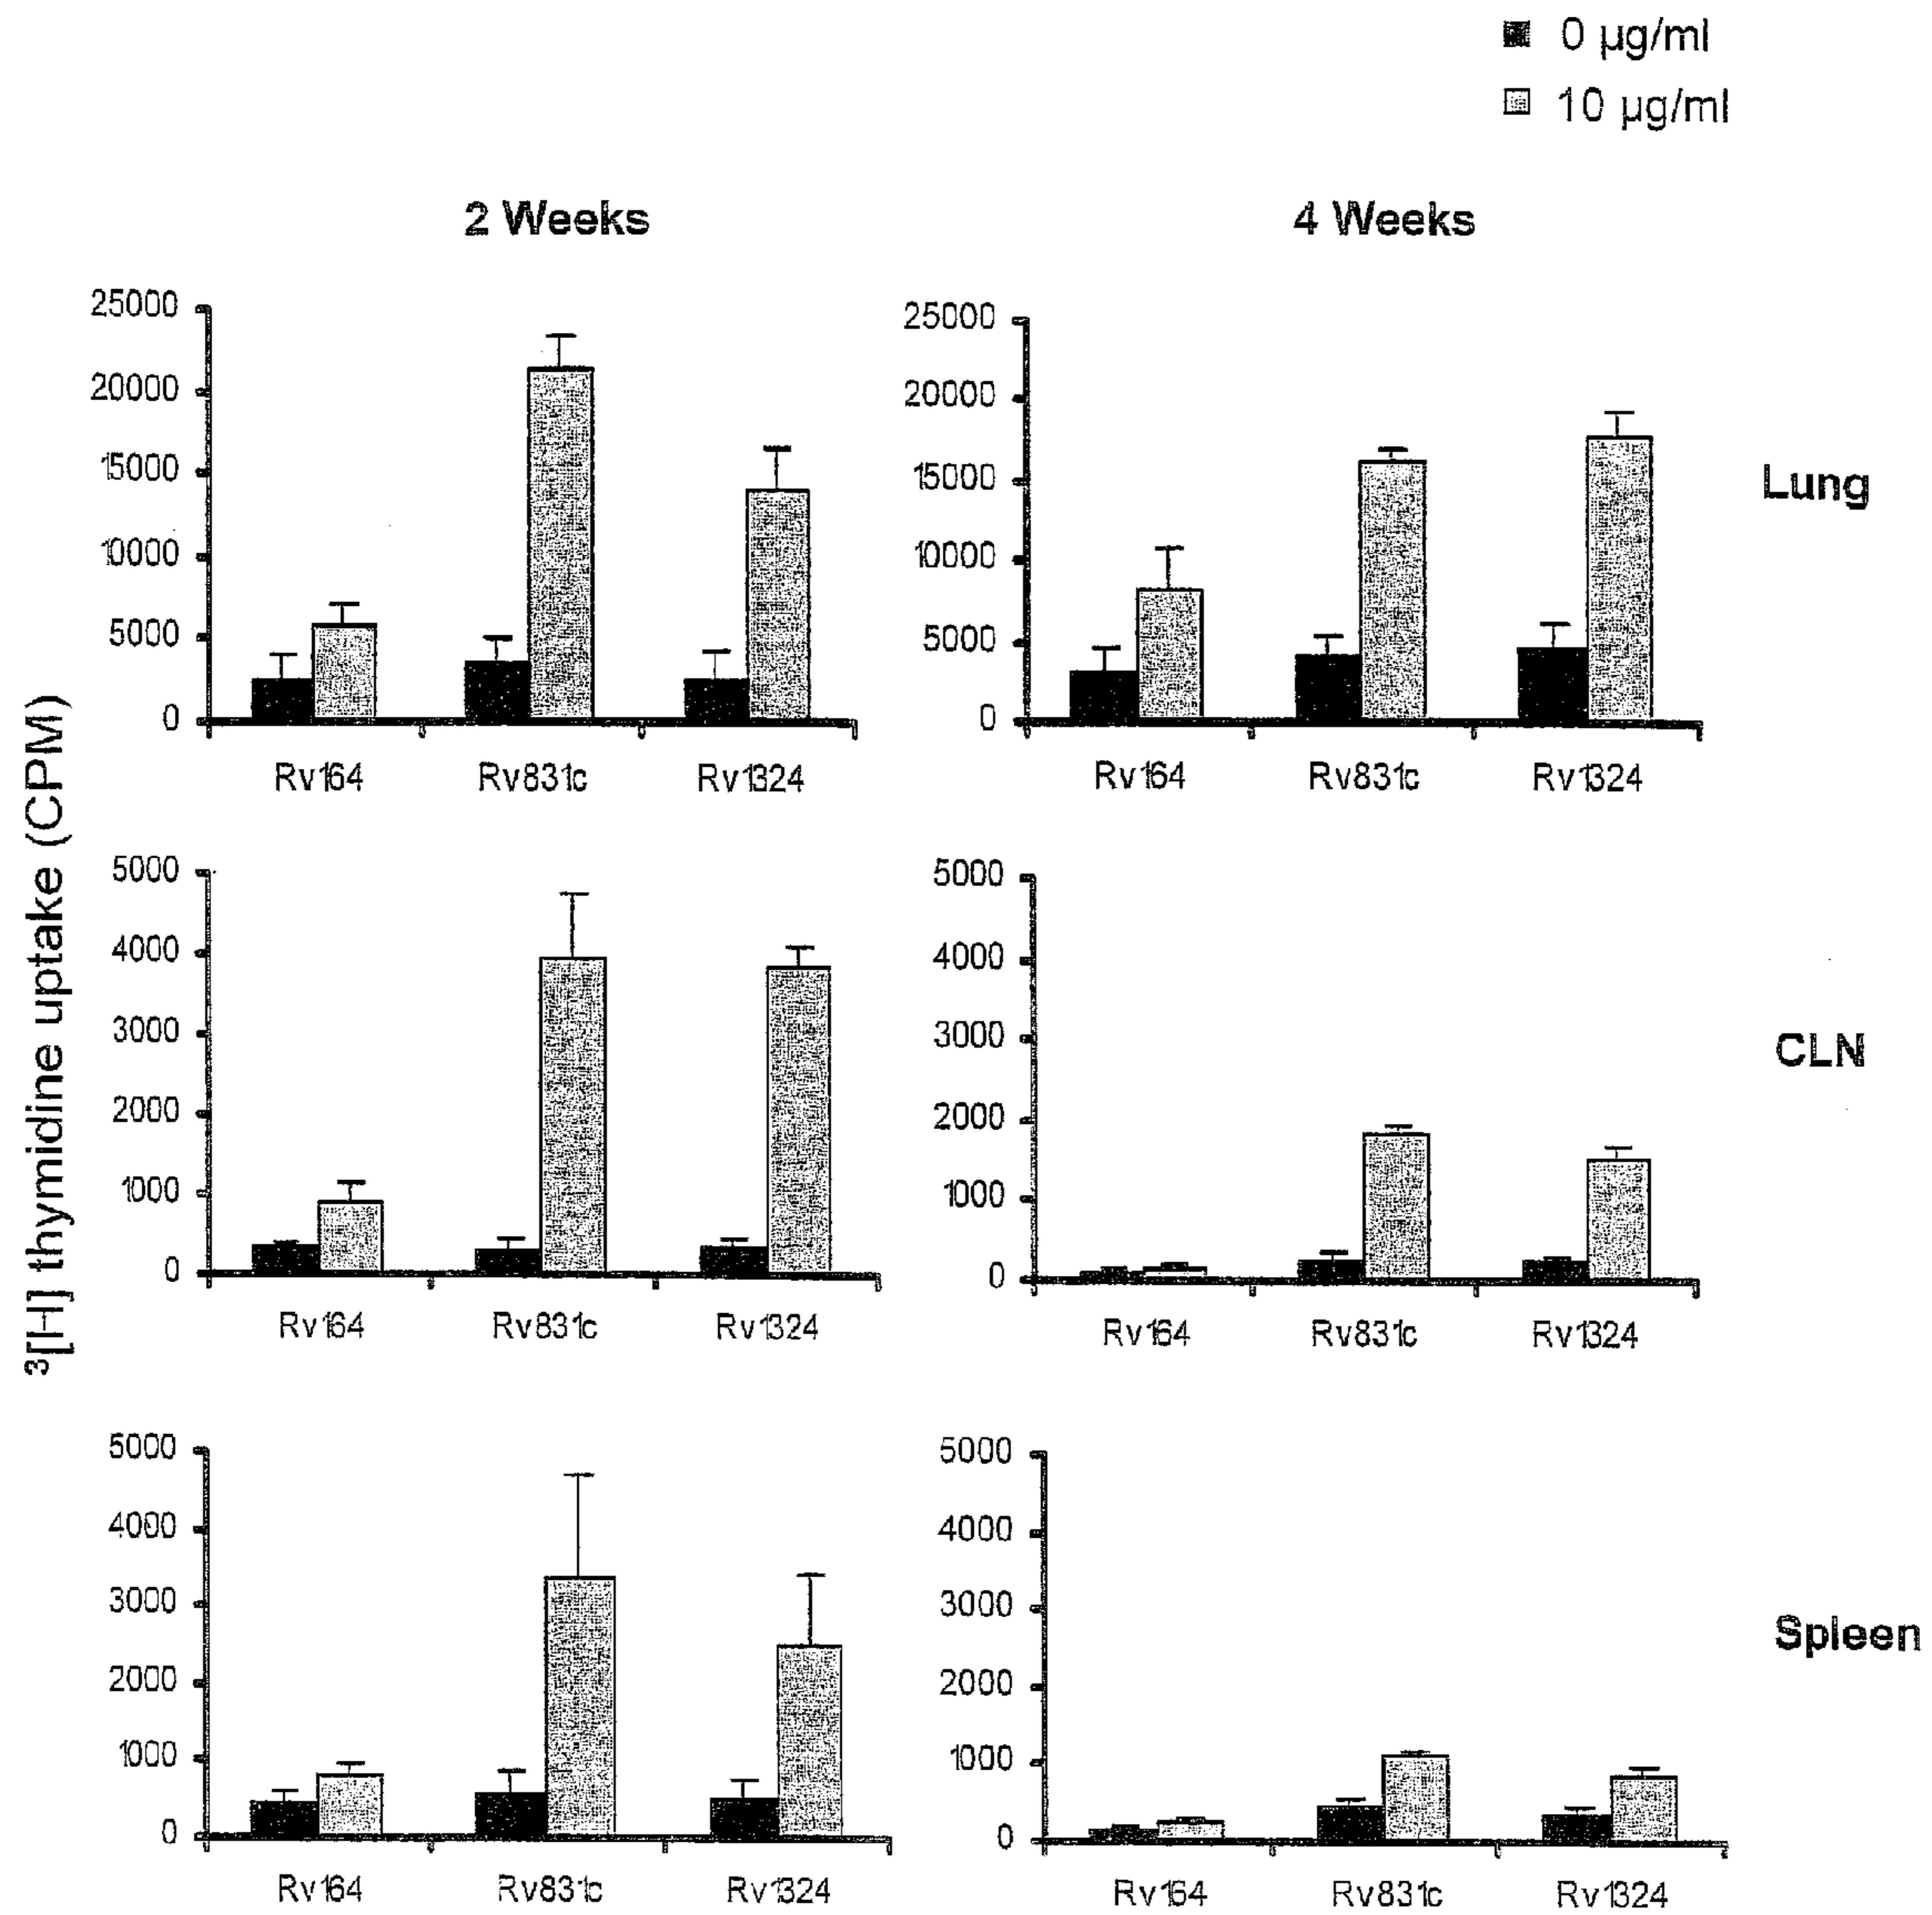 0 µg/ml
10 µg/ml
2 Weeks
4 Weeks
³[H] thymidine uptake (CPM)
25000
20000
15000
10000
5000
0
Rv164
Rv831c
Rv1324
25000
20000
15000
10000
5000
0
Rv164
Rv831c
Rv1324
Lung
5000
4000
3000
2000
1000
0
Rv164
Rv831c
Rv1324
5000
4000
3000
2000
1000
0
Rv164
Rv831c
Rv1324
CLN
5000
4000
3000
2000
1000
0
Rv164
Rv831c
Rv1324
5000
4000
3000
2000
1000
0
Rv164
Rv831c
Rv1324
Spleen